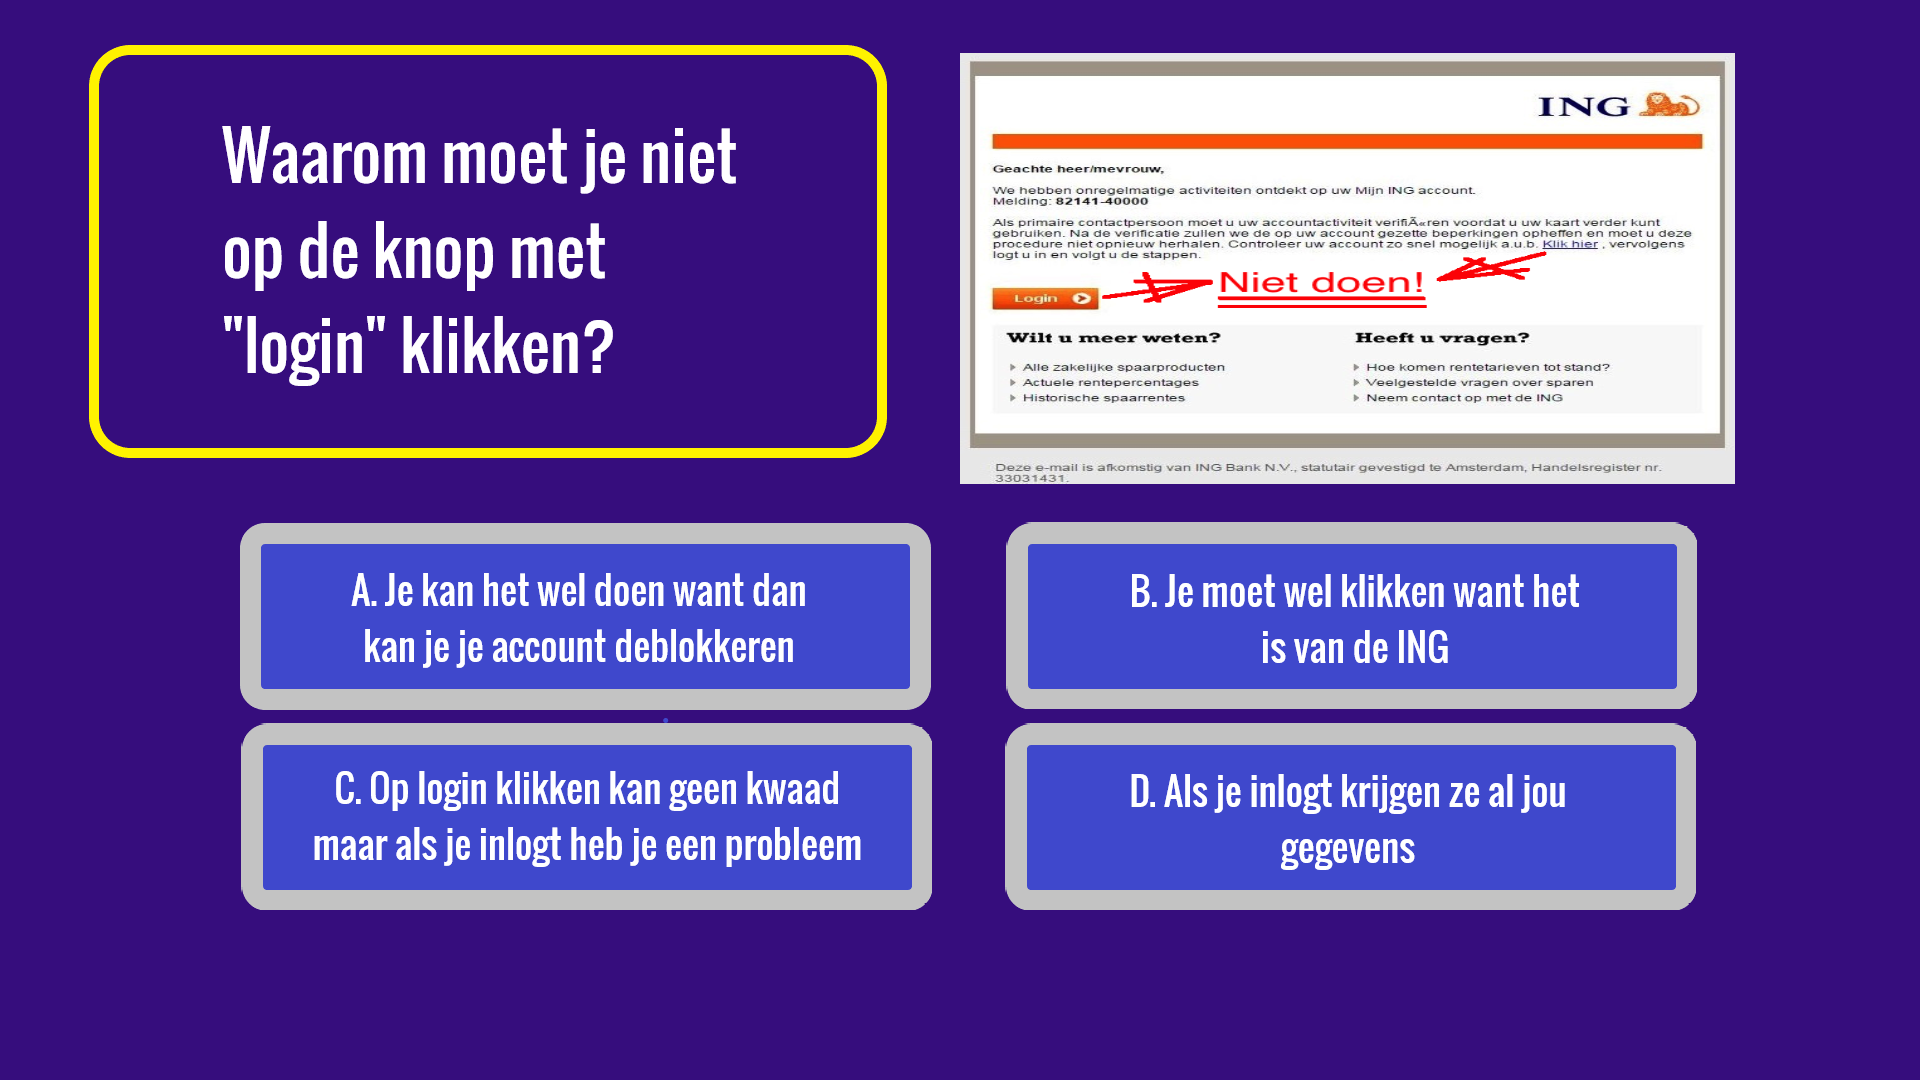 Waarom moet je niet
op de knop met
"login" klikken?
ING
Geachte heer/mevrouw,
We hebben onregelmatige activiteiten ontdekt op uw Mijn ING account.
Melding: 82141-40000
Als primaire contactpersoon moet u uw accountactiviteit verifiÃ«ren voordat u uw kaart verder kunt
gebruiken. Na de verificatie zullen we de op uw account gezette beperkingen opheffen en moet u deze
procedure niet opnieuw herhalen. Controleer uw account zo snel mogelijk a.u.b. Klik hier , vervolgens
logt u in en volgt u de stappen.
Niet doen!
Login
Wilt u meer weten?
Alle zakelijke spaarproducten
Actuele rentepercentages
Historische spaarrentes
Heeft u vragen?
Hoe komen rentetarieven tot stand?
Veelgestelde vragen over sparen
Neem contact op met de ING
Deze e-mail is afkomstig van ING Bank N.V., statutair gevestigd te Amsterdam, Handelsregister nr.
33031431.
A. Je kan het wel doen want dan
kan je je account deblokkeren
B. Je moet wel klikken want het
is van de ING
C. Op login klikken kan geen kwaad
maar als je inlogt heb je een probleem
D. Als je inlogt krijgen ze al jou
gegevens